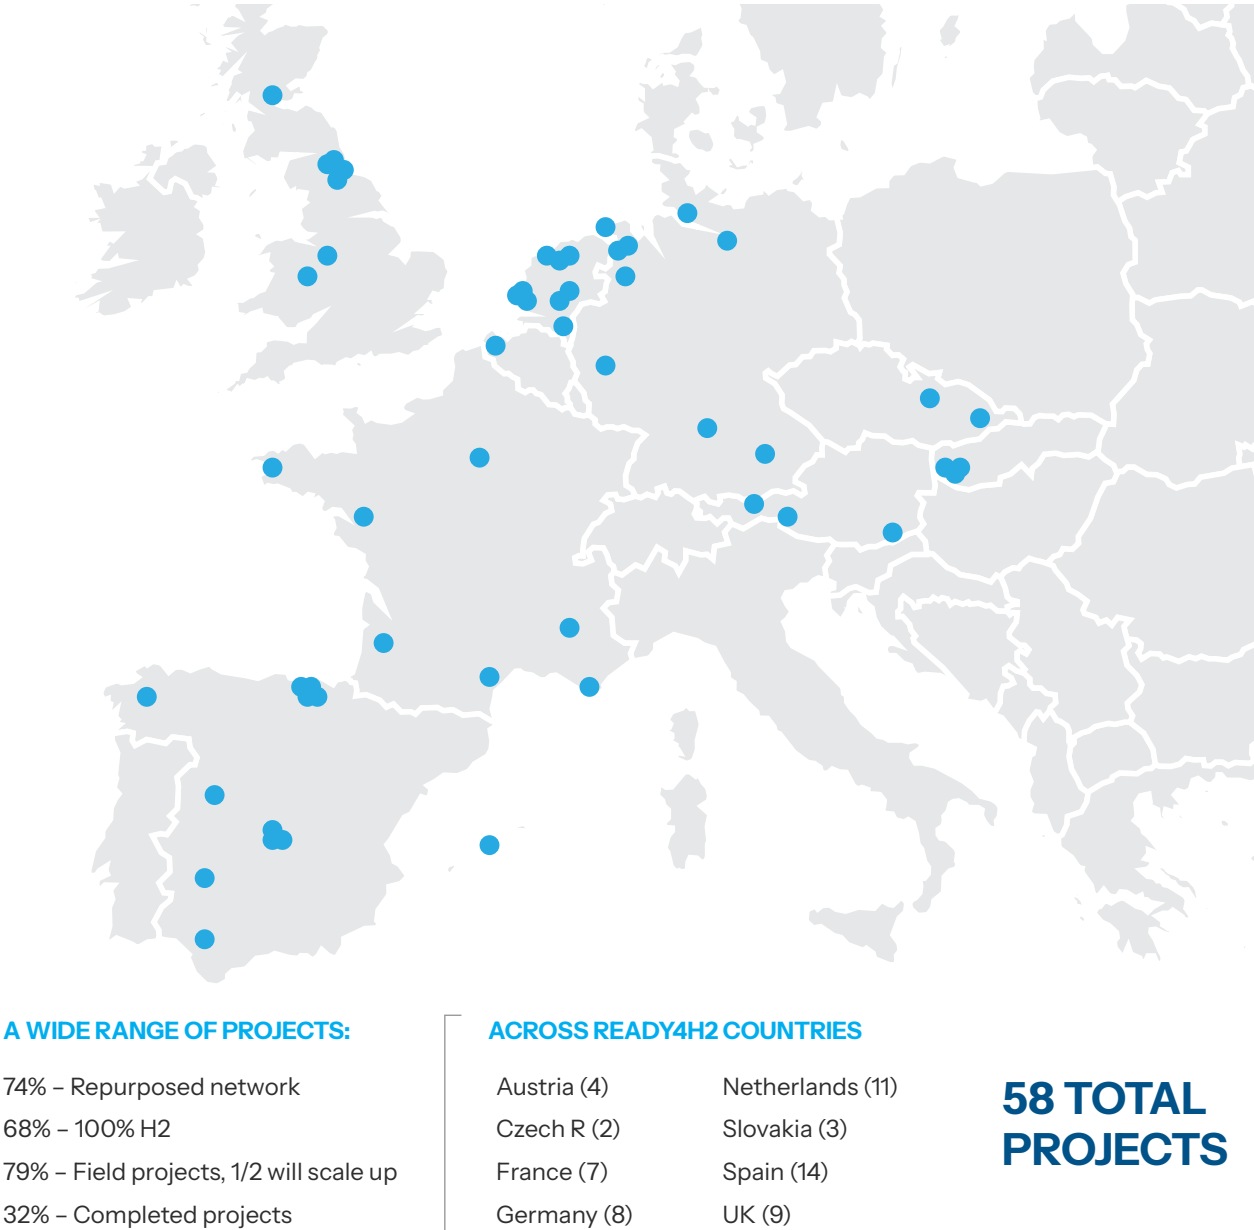 A WIDE RANGE OF PROJECTS:
74% – Repurposed network
68% – 100% H2
79% – Field projects, 1/2 will scale up
32% – Completed projects
ACROSS READY4H2 COUNTRIES
Austria (4)
Czech R (2)
France (7)
Germany (8)
Netherlands (11)
Slovakia (3)
Spain (14)
UK (9)
58 TOTAL
PROJECTS